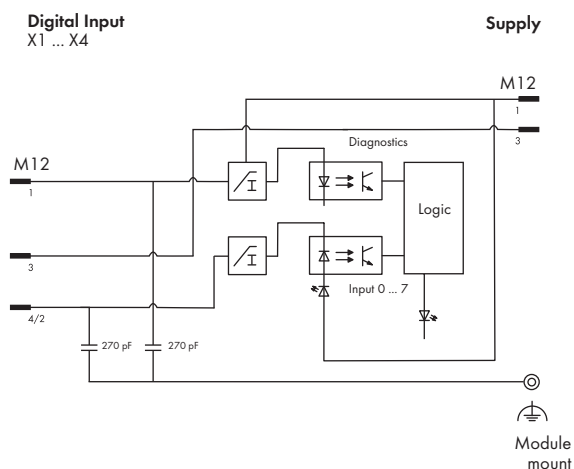 Digital Input
X1 ... X4
Supply
M12
1
3
Diagnostics
M12
1
I
Logic
3
I
Input 0 ... 7
4/2
270 pF
270 pF
Module
mount